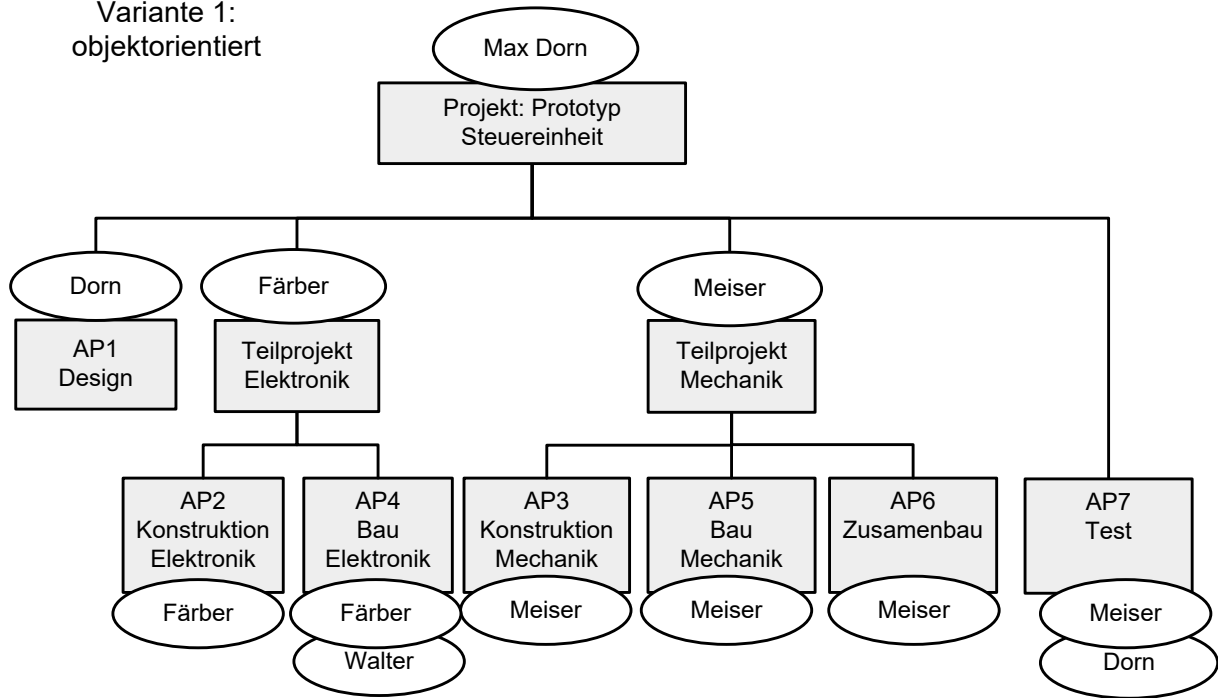 Variante 1:
objektorientiert
Max Dorn
Projekt: Prototyp
Steuereinheit
Dorn
Färber
Meiser
AP1
Design
Teilprojekt
Elektronik
Teilprojekt
Mechanik
AP2
Konstruktion
Elektronik
AP4
Bau
Elektronik
AP3
Konstruktion
Mechanik
AP5
Bau
Mechanik
AP6
Zusamenbau
AP7
Test
Färber
Färber
Walter
Meiser
Meiser
Meiser
Meiser
Dorn